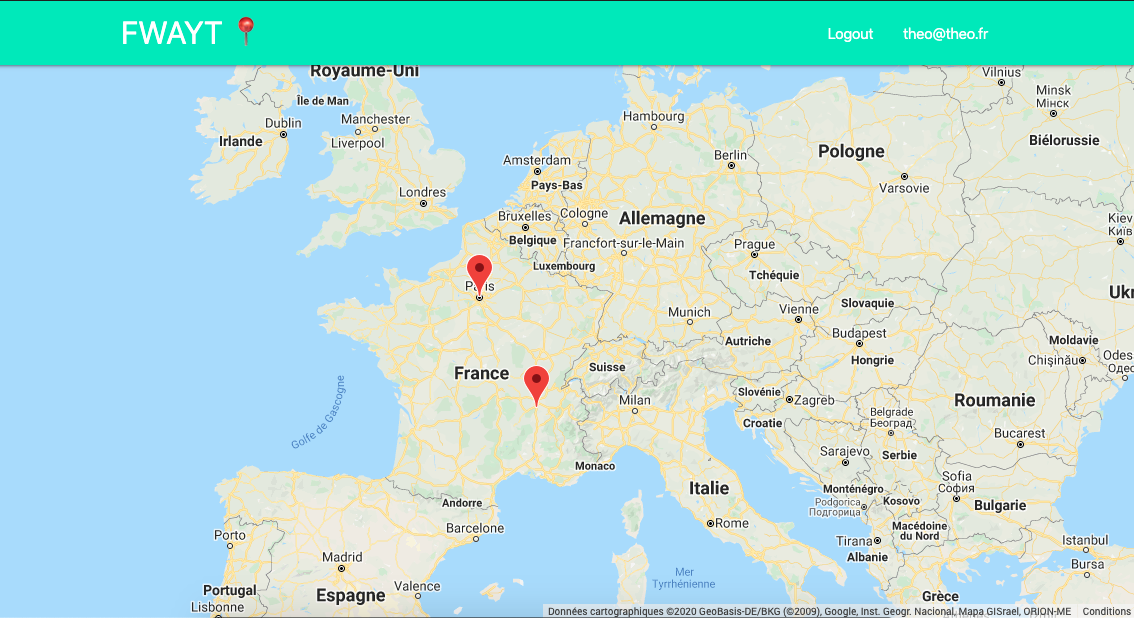 FWAYT
Logout
theo@theo.fr
Royaume-Uni
Vilnius
Île de Man
Minsk
Мінск
Manchester
Hambourg
Dublin
Irlande
Liverpool
Biélorussie
Berlin
Pologne
Amsterdam
Pays-Bas
Varsovie
Londres
Bruxelles
Cologne
Allemagne
Kiev
Київ
Belgique
Francfort-sur-le-Main
Prague
Luxembourg
Tchéquie
Paris
Ukr
Slovaquie
Munich
Vienne
Budapest
Autriche
Moldavie
Hongrie
Chișinău
Odes
Одес
Suisse
France
Slovénie
Zagreb
Milan
Roumanie
Golfe de Gascogne
Croatie
Belgrade
Београд
Bucarest
Sarajevo
Serbie
Monaco
Sofia
София
Italie
Monténégro
Andorre
Podgorica
Подгорица
Kosovo
Bulgarie
Rome
Macédoine
du Nord
Barcelone
Porto
Tirana
Istanbul
Albanie
Madrid
Bursa
Mer
Tyrrhénienne
Valence
Portugal
Espagne
Grèce
Lisbonne
Données cartographiques ©2020 GeoBasis-DE/BKG (©2009), Google, Inst. Geogr. Nacional, Mapa GISrael, ORION-ME
Conditions